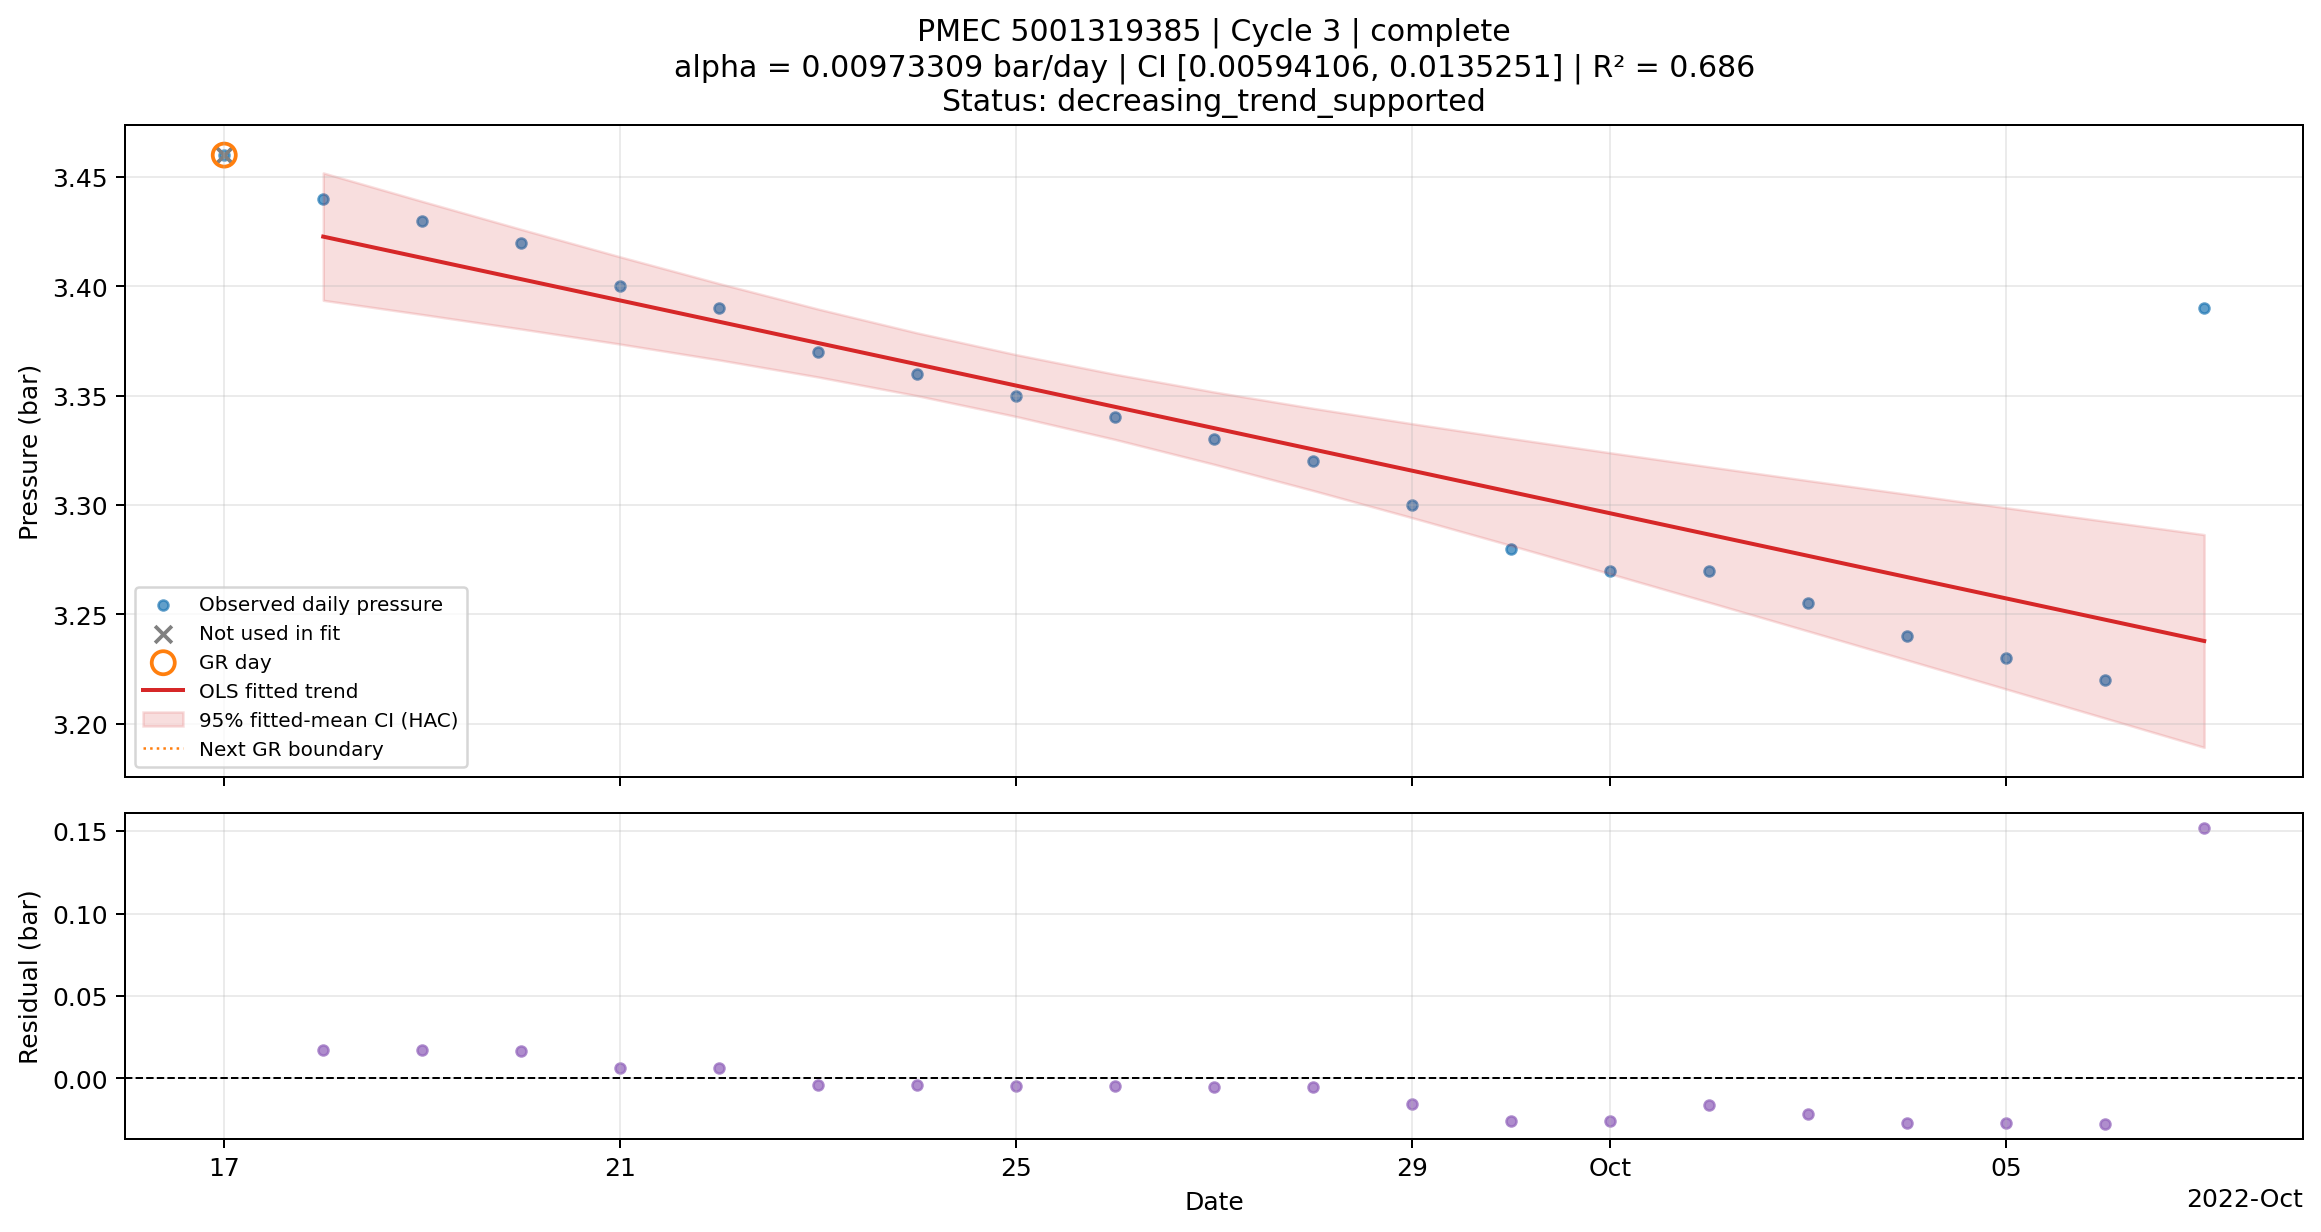 PMEC 5001319385 | Cycle 3 | complete
alpha = 0.00973309 bar/day | CI [0.00594106, 0.0135251] | R² = 0.686
Status: decreasing_trend_supported
Pressure (bar)
3.45
3.40
3.35
3.30
3.25
3.20
Observed daily pressure
Not used in fit
GR day
OLS fitted trend
95% fitted-mean CI (HAC)
Next GR boundary
Residual (bar)
0.15
0.10
0.05
0.00
17
21
25
29
Oct
05
Date
2022-Oct